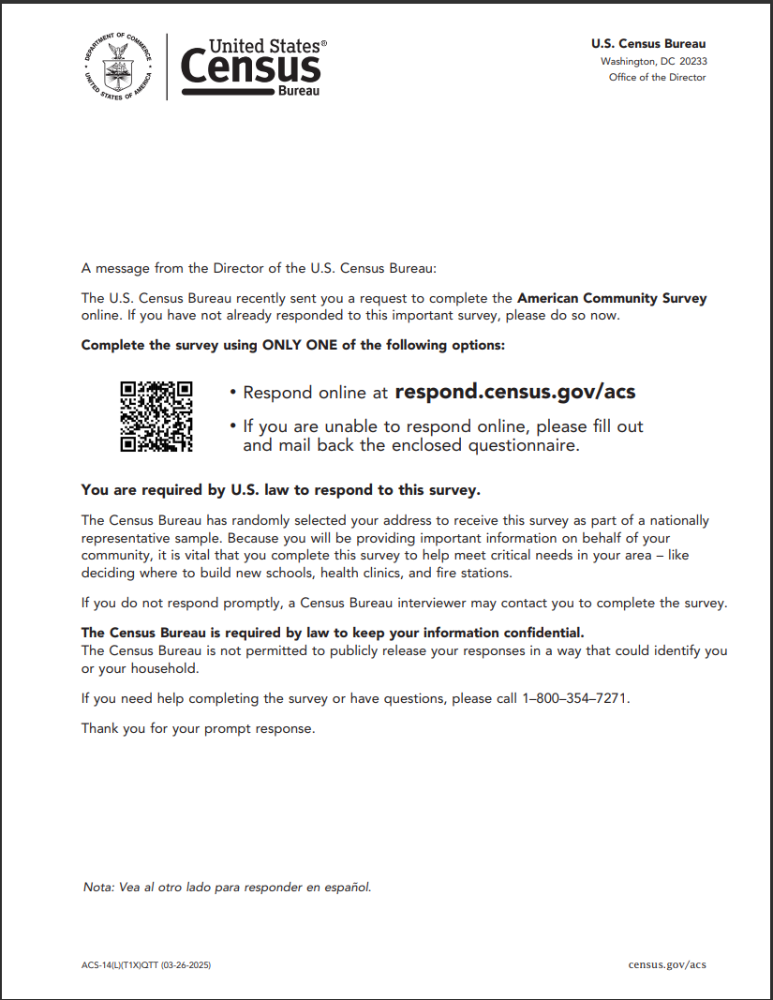 DEPARTMENT OF COMMERCE
UNITED STATES OF AMERICA
United States®
Census
Bureau
U.S. Census Bureau
Washington, DC 20233
Office of the Director
A message from the Director of the U.S. Census Bureau:
The U.S. Census Bureau recently sent you a request to complete the American Community Survey
online. If you have not already responded to this important survey, please do so now.
Complete the survey using ONLY ONE of the following options:
• Respond online at respond.census.gov/acs
• If you are unable to respond online, please fill out
and mail back the enclosed questionnaire.
You are required by U.S. law to respond to this survey.
The Census Bureau has randomly selected your address to receive this survey as part of a nationally
representative sample. Because you will be providing important information on behalf of your
community, it is vital that you complete this survey to help meet critical needs in your area – like
deciding where to build new schools, health clinics, and fire stations.
If you do not respond promptly, a Census Bureau interviewer may contact you to complete the survey.
The Census Bureau is required by law to keep your information confidential.
The Census Bureau is not permitted to publicly release your responses in a way that could identify you
or your household.
If you need help completing the survey or have questions, please call 1–800–354–7271.
Thank you for your prompt response.
Nota: Vea al otro lado para responder en español.
ACS-14(L)(T1X)QTT (03-26-2025)
census.gov/acs